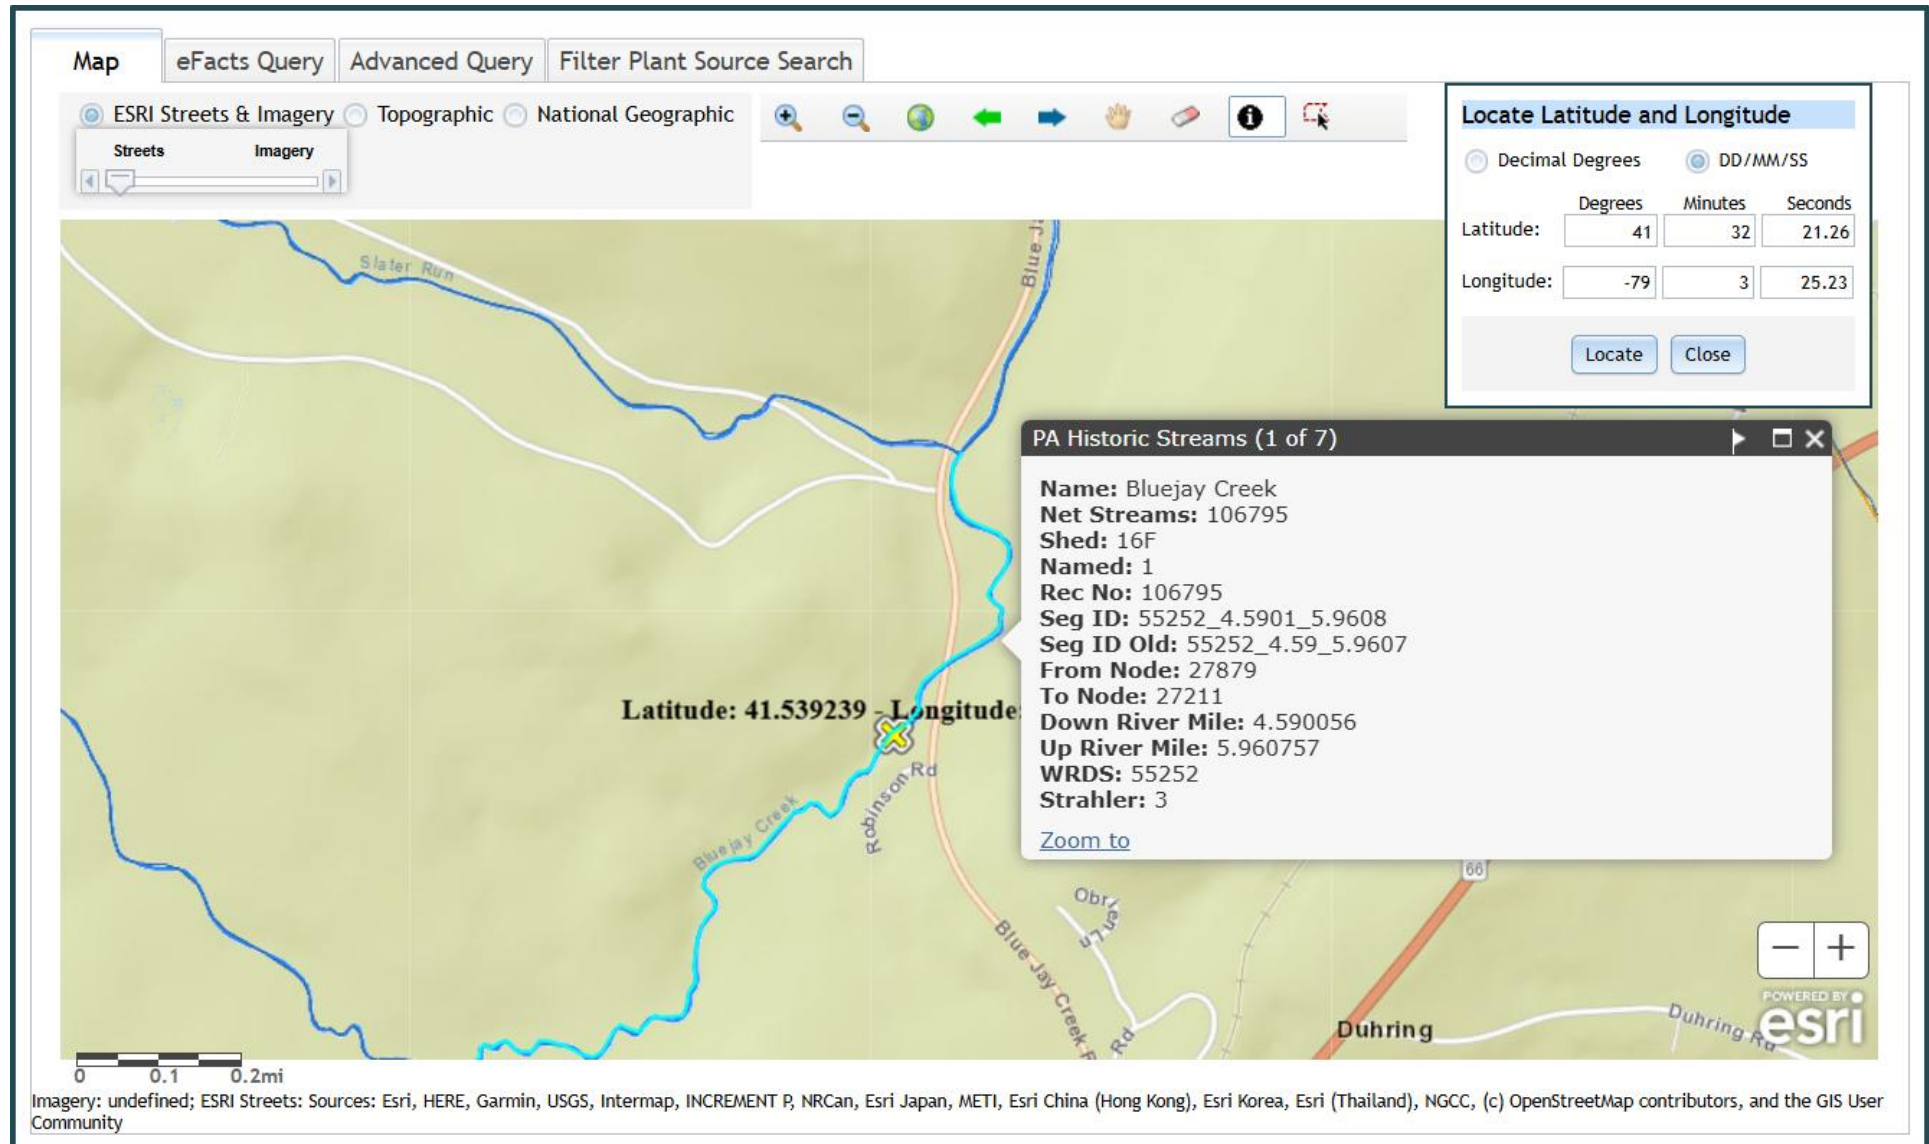 Map eFacts Query Advanced Query Filter Plant Source Search
ESRI Streets & Imagery Topographic National Geographic
Streets Imagery
Locate Latitude and Longitude
Decimal Degrees DD/MM/SS
Degrees Minutes Seconds
Latitude: 41 32 21.26
Longitude: -79 3 25.23
Locate Close
Blue Ja
Slater Run
PA Historic Streams (1 of 7)
Name: Bluejay Creek
Net Streams: 106795
Shed: 16F
Named: 1
Rec No: 106795
Seg ID: 55252_4.5901_5.9608
Seg ID Old: 55252_4.59_5.9607
From Node: 27879
To Node: 27211
Down River Mile: 4.590056
Up River Mile: 5.960757
WRDS: 55252
Strahler: 3
Zoom to
Latitude: 41.539239 - Longitude:
Robinson Rd
Bluejay Creek
66
Obrien Ln
Blue Jay Creek R
Rd
Duhring
Duhring Rd
POWERED BY
esri
0 0.1 0.2mi
Imagery: undefined; ESRI Streets: Sources: Esri, HERE, Garmin, USGS, Intermap, INCREMENT P, NRCan, Esri Japan, METI, Esri China (Hong Kong), Esri Korea, Esri (Thailand), NGCC, (c) OpenStreetMap contributors, and the GIS User
Community